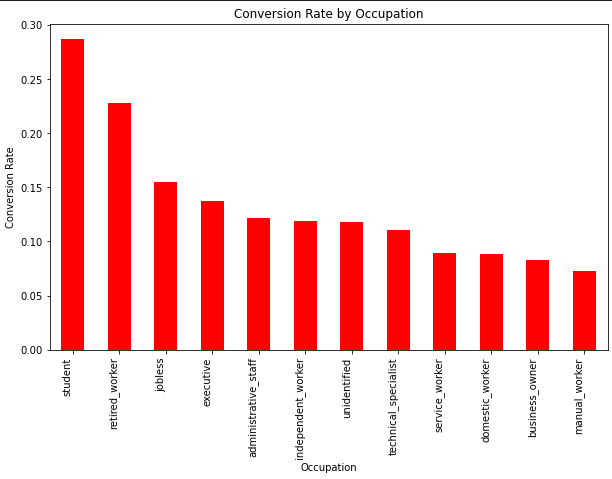 Conversion Rate by Occupation
Conversion Rate
0.30
0.25
0.20
0.15
0.10
0.05
0.00
student
retired_worker
jobless
executive
administrative_staff
independent_worker
unidentified
technical_specialist
service_worker
domestic_worker
business_owner
manual_worker
Occupation